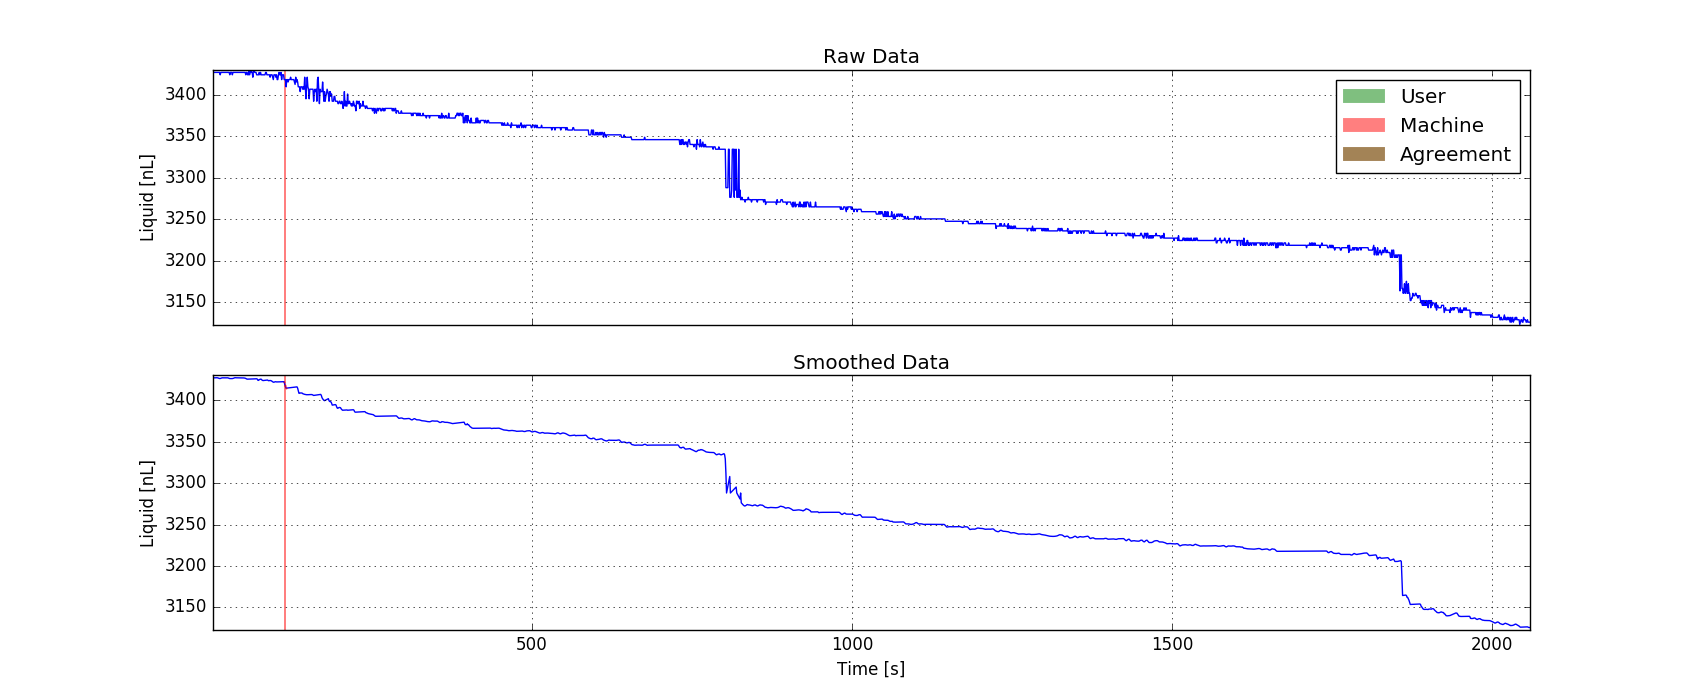 Raw Data
3400
3350
3300
3250
3200
3150
Liquid [nL]
User
Machine
Agreement
Smoothed Data
3400
3350
3300
3250
3200
3150
Liquid [nL]
500
1000
1500
2000
Time [s]